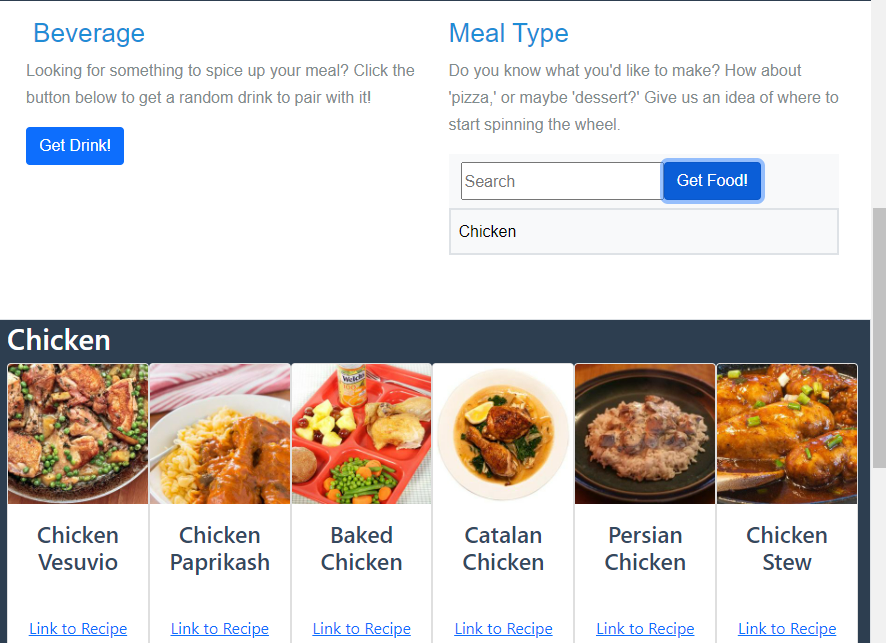 Beverage
Looking for something to spice up your meal? Click the
button below to get a random drink to pair with it!
Get Drink!
Meal Type
Do you know what you'd like to make? How about
'pizza,' or maybe 'dessert?' Give us an idea of where to
start spinning the wheel.
Search
Get Food!
Chicken
Chicken
Welch's
Chicken
Vesuvio
Link to Recipe
Chicken
Paprikash
Link to Recipe
Baked
Chicken
Link to Recipe
Catalan
Chicken
Link to Recipe
Persian
Chicken
Link to Recipe
Chicken
Stew
Link to Recipe